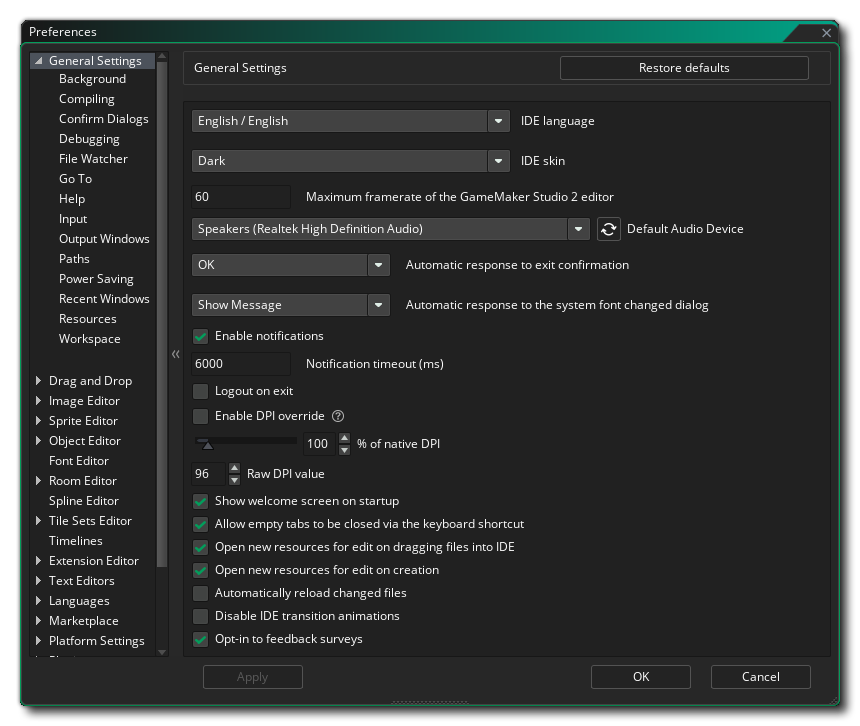 Preferences
General Settings
Background
Compiling
Confirm Dialogs
Debugging
File Watcher
Go To
Help
Input
Output Windows
Paths
Power Saving
Recent Windows
Resources
Workspace
Drag and Drop
Image Editor
Sprite Editor
Object Editor
Font Editor
Room Editor
Spline Editor
Tile Sets Editor
Timelines
Extension Editor
Text Editors
Languages
Marketplace
Platform Settings
General Settings
Restore defaults
English / English
IDE language
Dark
IDE skin
60
Maximum framerate of the GameMaker Studio 2 editor
Speakers (Realtek High Definition Audio)
Default Audio Device
OK
Automatic response to exit confirmation
Show Message
Automatic response to the system font changed dialog
Enable notifications
6000
Notification timeout (ms)
Logout on exit
Enable DPI override
100
% of native DPI
96
Raw DPI value
Show welcome screen on startup
Allow empty tabs to be closed via the keyboard shortcut
Open new resources for edit on dragging files into IDE
Open new resources for edit on creation
Automatically reload changed files
Disable IDE transition animations
Opt-in to feedback surveys
Apply
OK
Cancel